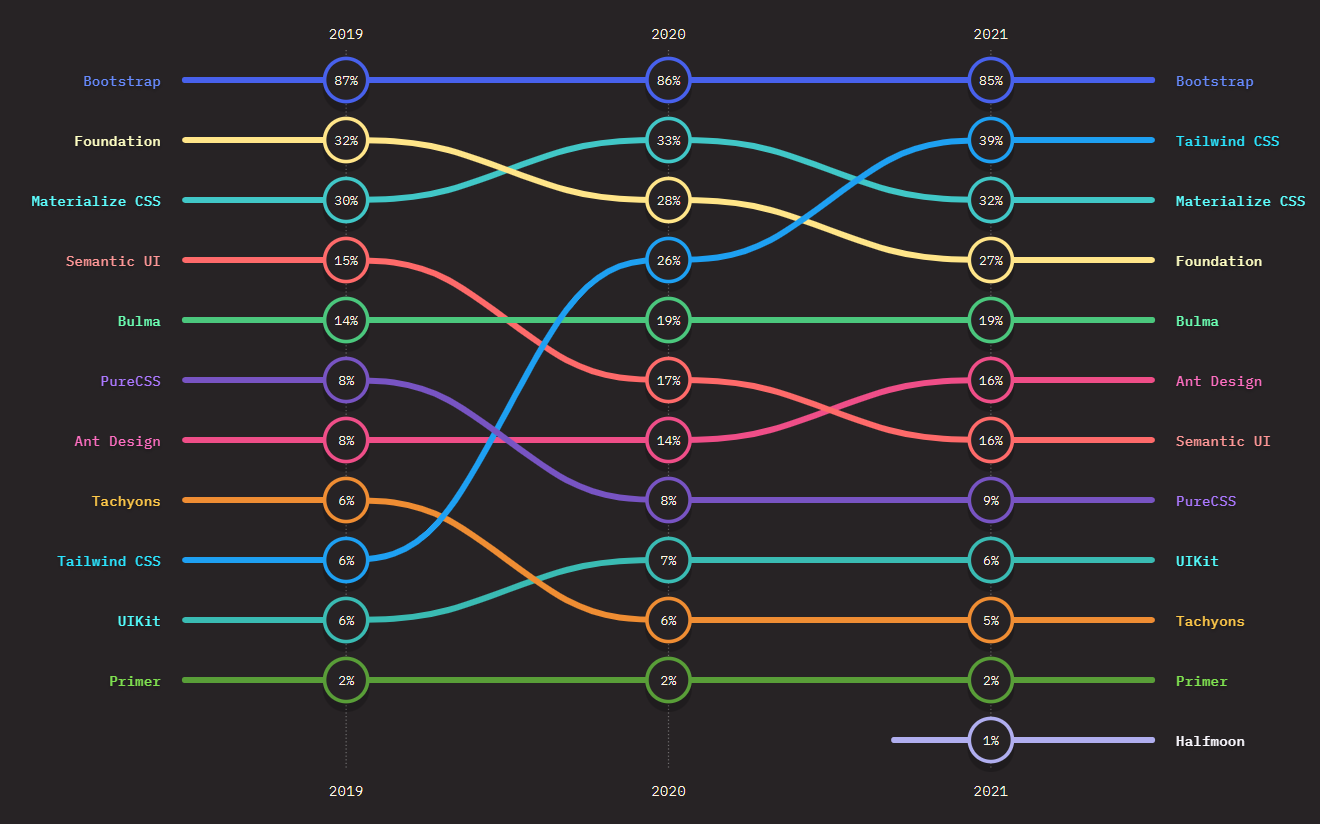 2019 2020 2021
Bootstrap 87% 86% 85% Bootstrap
Foundation 32% 33% 39% Tailwind CSS
Materialize CSS 30% 28% 32% Materialize CSS
Semantic UI 15% 26% 27% Foundation
Bulma 14% 19% 19% Bulma
PureCSS 8% 17% 16% Ant Design
Ant Design 8% 14% 16% Semantic UI
Tachyons 6% 8% 9% PureCSS
Tailwind CSS 6% 7% 6% UIKit
UIKit 6% 6% 5% Tachyons
Primer 2% 2% 2% Primer
1% Halfmoon
2019 2020 2021